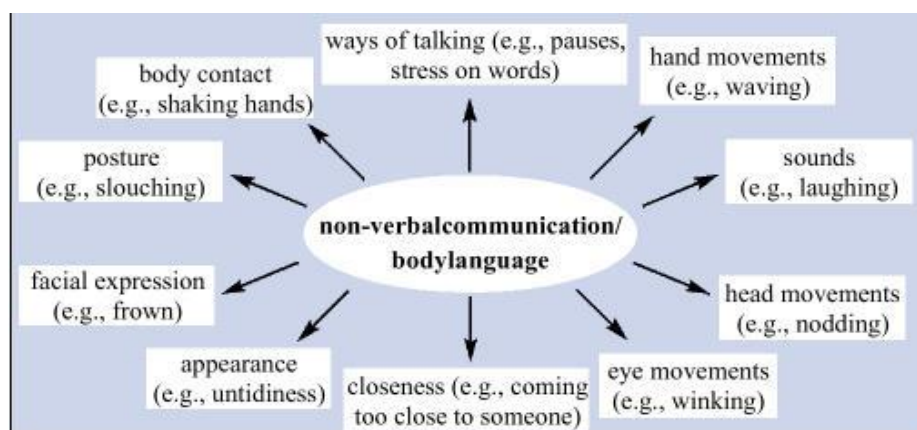 ways of talking (e.g., pauses,
stress on words)
hand movements
(e.g., waving)
body contact
(e.g., shaking hands)
posture
(e.g., slouching)
sounds
(e.g., laughing)
non-verbalcommunication/
bodylanguage
facial expression
(e.g., frown)
head movements
(e.g., nodding)
appearance
(e.g., untidiness)
closeness (e.g., coming
too close to someone)
eye movements
(e.g., winking)